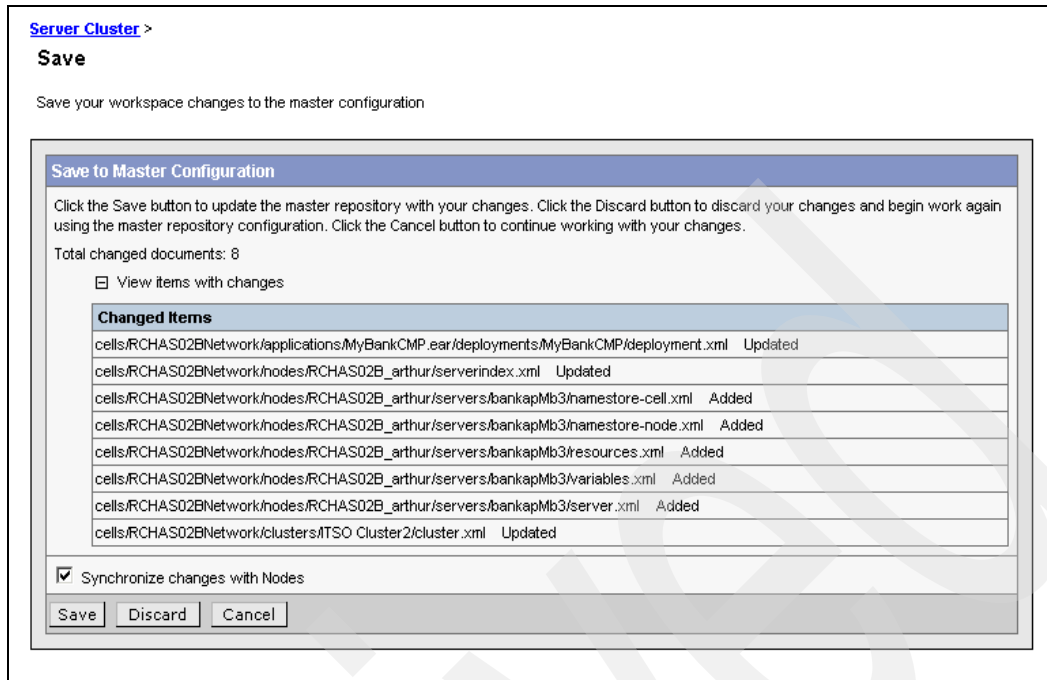 Server Cluster >
Save
Save your workspace changes to the master configuration
Save to Master Configuration
Click the Save button to update the master repository with your changes. Click the Discard button to discard your changes and begin work again
using the master repository configuration. Click the Cancel button to continue working with your changes.
Total changed documents: 8
View items with changes
Changed Items
cells/RCHAS02BNetwork/applications/MyBankCMP.ear/deployments/MyBankCMP/deployment.xml Updated
cells/RCHAS02BNetwork/nodes/RCHAS02B_arthur/serverindex.xml Updated
cells/RCHAS02BNetwork/nodes/RCHAS02B_arthur/servers/bankapMb3/namestore-cell.xml Added
cells/RCHAS02BNetwork/nodes/RCHAS02B_arthur/servers/bankapMb3/namestore-node.xml Added
cells/RCHAS02BNetwork/nodes/RCHAS02B_arthur/servers/bankapMb3/resources.xml Added
cells/RCHAS02BNetwork/nodes/RCHAS02B_arthur/servers/bankapMb3/variables.xml Added
cells/RCHAS02BNetwork/nodes/RCHAS02B_arthur/servers/bankapMb3/server.xml Added
cells/RCHAS02BNetwork/clusters/ITSO Cluster2/cluster.xml Updated
Synchronize changes with Nodes
Save Discard Cancel